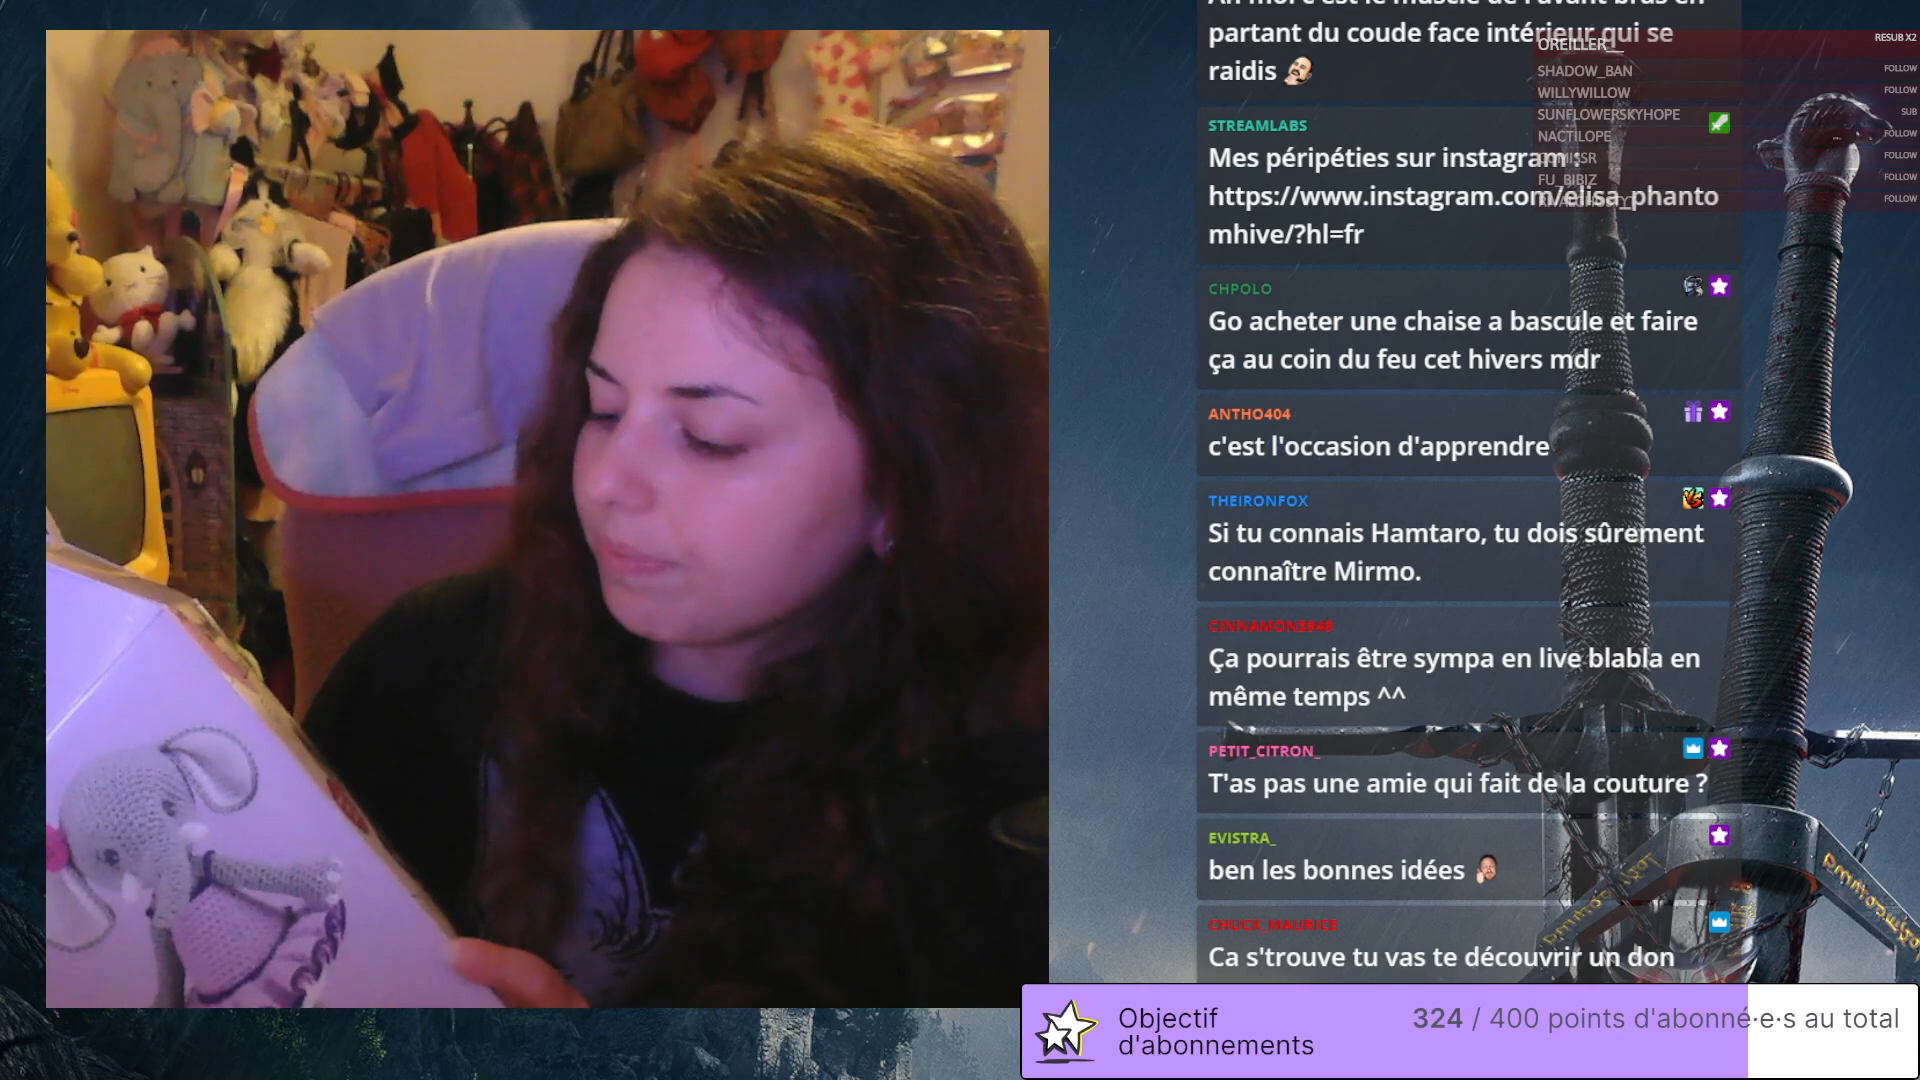 partant du coude face intérieur qui se
raidis
OREILLER__ RESUB X2
SHADOW_BAN FOLLOW
WILLYWILLOW FOLLOW
SUNFLOWERSKYHOPE SUB
NACTILOPE FOLLOW
FOLLOW
FU_BIBIZ FOLLOW
FOLLOW
STREAMLABS
Mes péripéties sur instagram :
https://www.instagram.com/elisa_phanto
mhive/?hl=fr
CHPOLO
Go acheter une chaise a bascule et faire
ça au coin du feu cet hivers mdr
ANTHO404
c'est l'occasion d'apprendre
THEIRONFOX
Si tu connais Hamtaro, tu dois sûrement
connaître Mirmo.
Ça pourrais être sympa en live blabla en
même temps ^^
PETIT_CITRON_
T'as pas une amie qui fait de la couture ?
EVISTRA_
ben les bonnes idées
CHUCK_MAURICE
Ca s'trouve tu vas te découvrir un don
Objectif
d'abonnements
324 / 400 points d'abonné·e·s au total